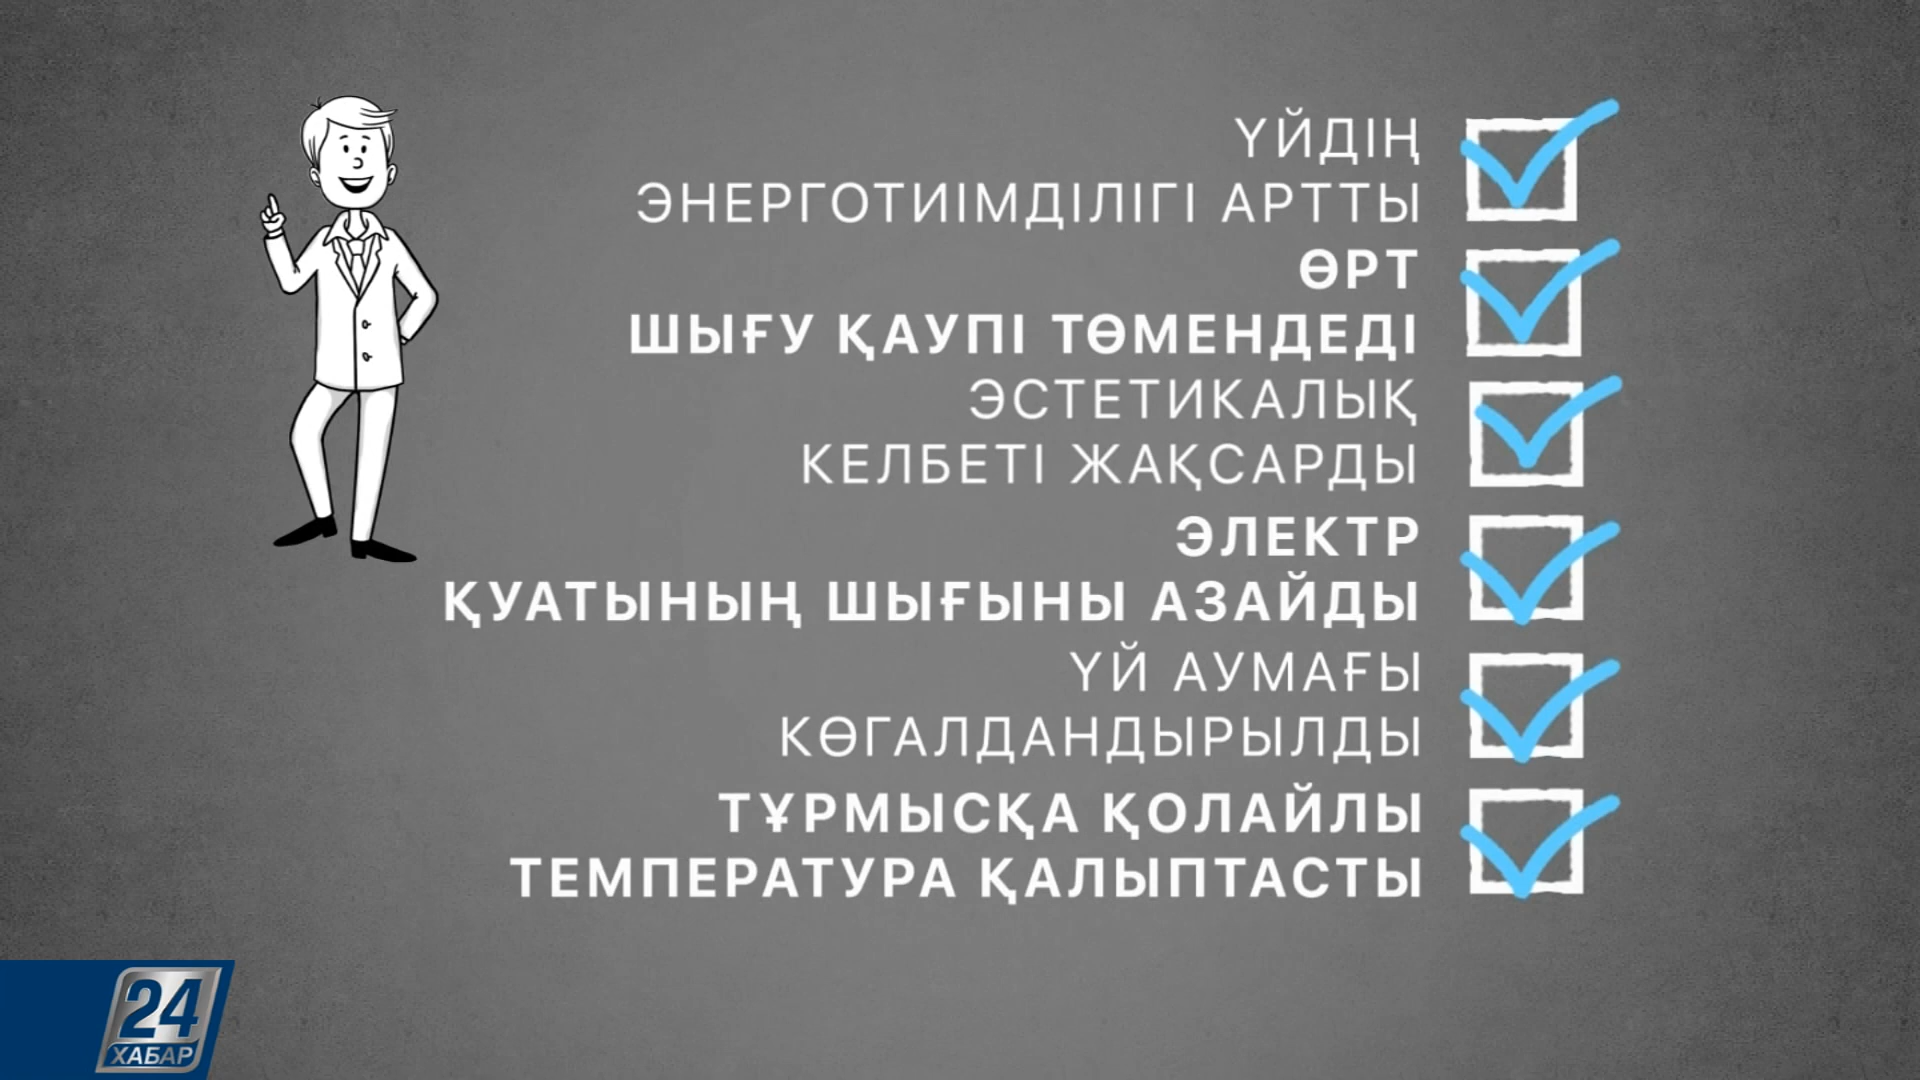 ҮЙДІҢ
ЭНЕРГОТИІМДІЛІГІ АРТТЫ
ӨРТ
ШЫҒУ ҚАУПІ ТӨМЕНДЕДІ
ЭСТЕТИКАЛЫҚ
КЕЛБЕТІ ЖАҚСАРДЫ
ЭЛЕКТР
ҚУАТЫНЫҢ ШЫҒЫНЫ АЗАЙДЫ
ҮЙ АУМАҒЫ
КӨГАЛДАНДЫРЫЛДЫ
ТҰРМЫСҚА ҚОЛАЙЛЫ
ТЕМПЕРАТУРА ҚАЛЫПТАСТЫ
24
ХАБАР